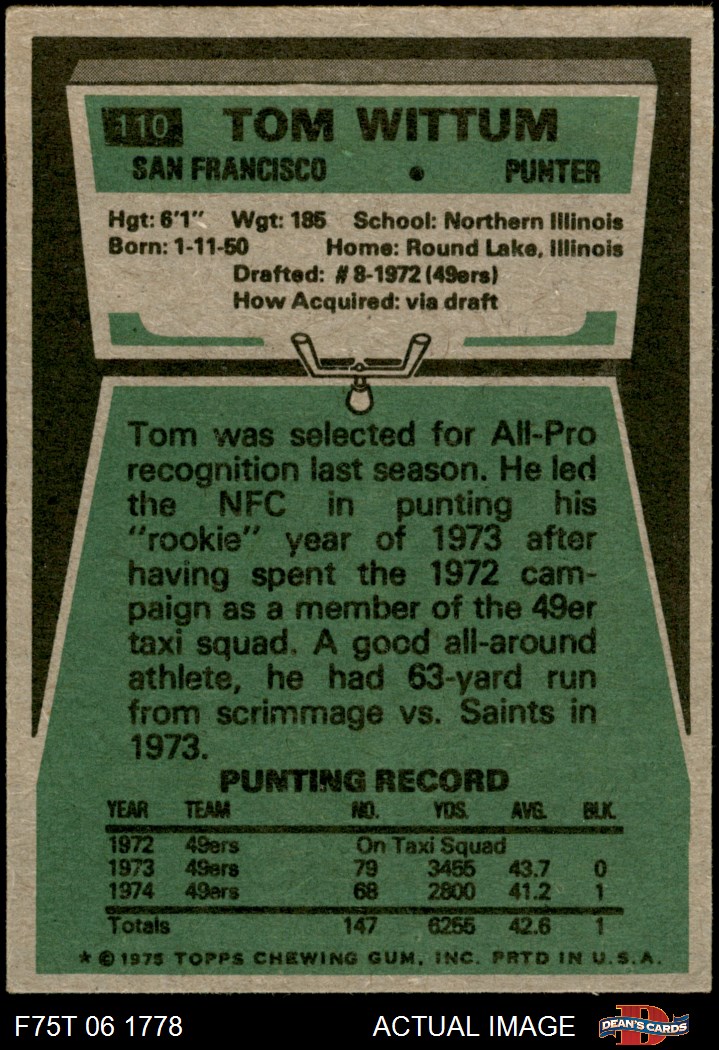 110 TOM WITTUM
SAN FRANCISCO • PUNTER
Hgt: 6'1" Wgt: 185 School: Northern Illinois
Born: 1-11-50 Home: Round Lake, Illinois
Drafted: #8-1972 (49ers)
How Acquired: via draft
Tom was selected for All-Pro
recognition last season. He led
the NFC in punting his
"rookie" year of 1973 after
having spent the 1972 cam-
paign as a member of the 49er
taxi squad. A good all-around
athlete, he had 63-yard run
from scrimmage vs. Saints in
1973.
PUNTING RECORD
YEAR TEAM NO. YDS. AVG. BLK.
1972 49ers On Taxi Squad
1973 49ers 79 3455 43.7 0
1974 49ers 68 2800 41.2 1
Totals 147 6255 42.6 1
* © 1975 TOPPS CHEWING GUM, INC. PRTD IN U.S.A.
F75T 06 1778 ACTUAL IMAGE DEAN'S CARDS